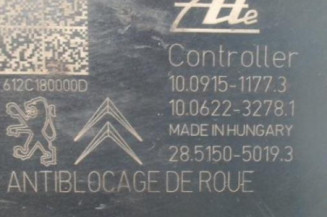 Ate
Controller
612C180000D
10.0915-1177.3
10.0622-3278.1
MADE IN HUNGARY
28.5150-5019.3
ANTIBLOCAGE DE ROUE